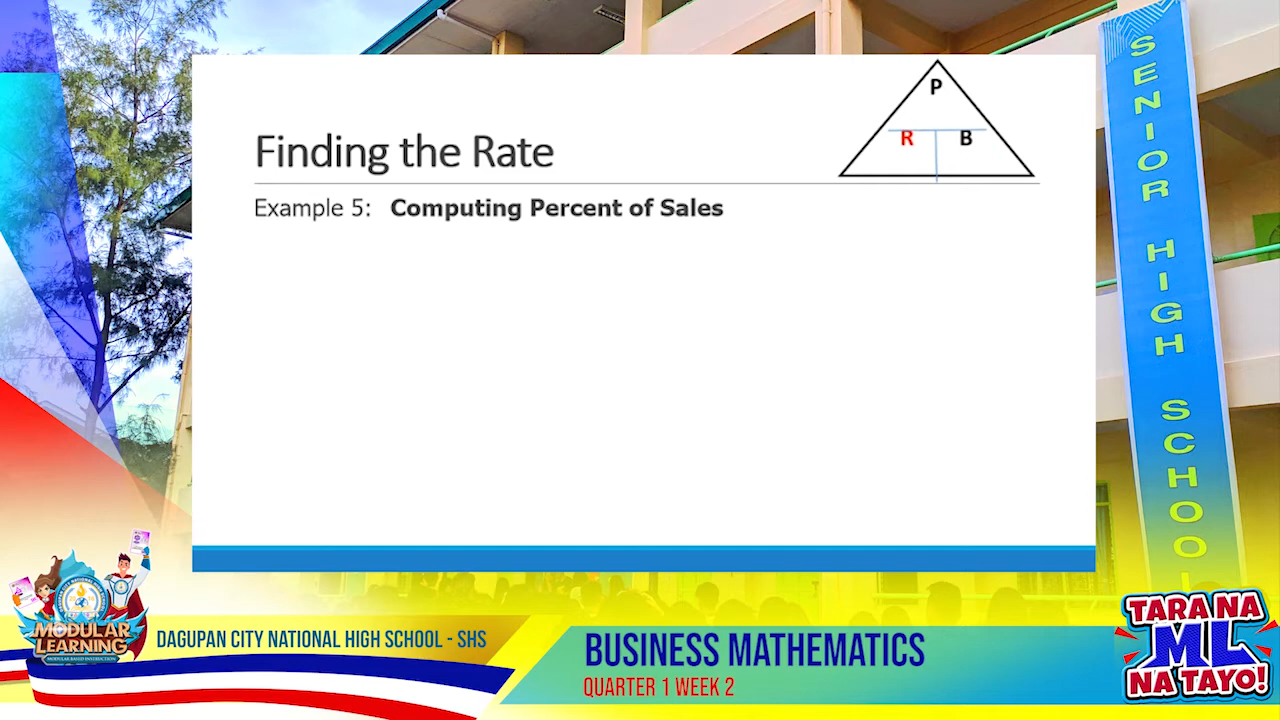 P
R B
Finding the Rate
Example 5: Computing Percent of Sales
SENIOR HIGH SCHOOL
MODULAR
LEARNING
DAGUPAN CITY NATIONAL HIGH SCHOOL - SHS
BUSINESS MATHEMATICS
QUARTER 1 WEEK 2
TARA NA
ML
NA TAYO!